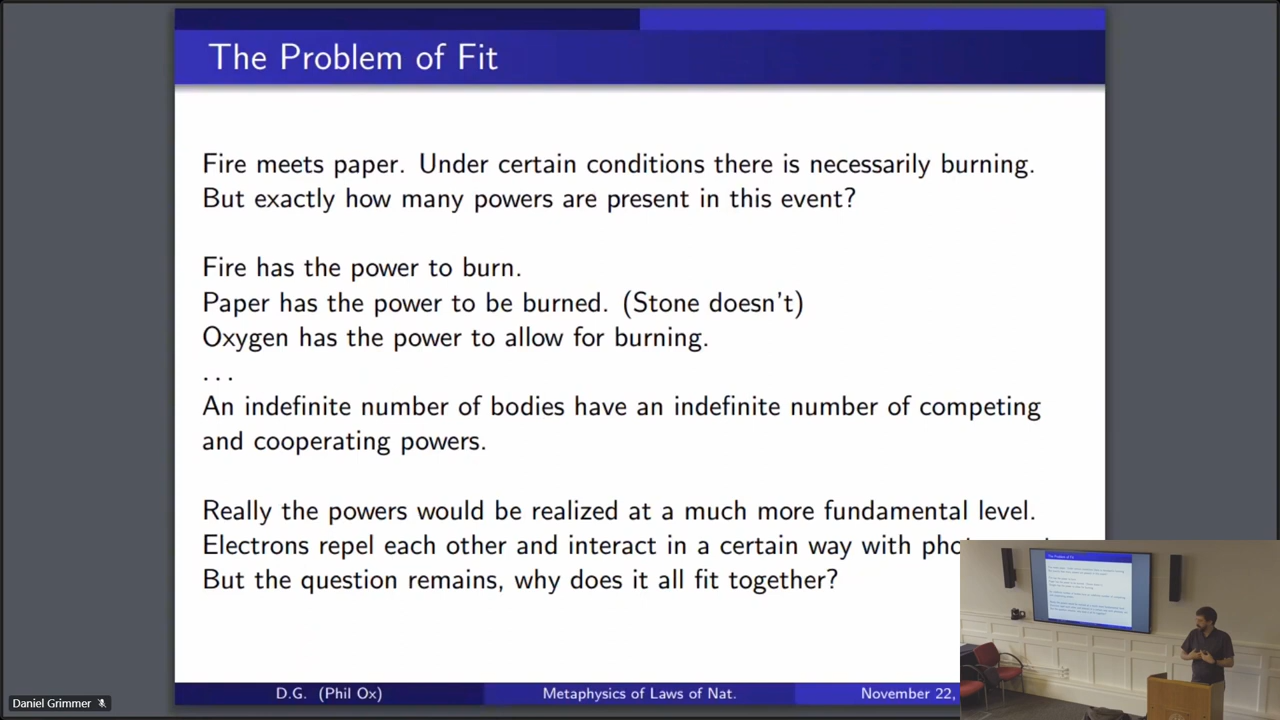 The Problem of Fit
Fire meets paper. Under certain conditions there is necessarily burning.
But exactly how many powers are present in this event?
Fire has the power to burn.
Paper has the power to be burned. (Stone doesn't)
Oxygen has the power to allow for burning.
...
An indefinite number of bodies have an indefinite number of competing
and cooperating powers.
Really the powers would be realized at a much more fundamental level.
Electrons repel each other and interact in a certain way with
But the question remains, why does it all fit together?
D.G. (Phil Ox)
Metaphysics of Laws of Nat.
November 22,
Daniel Grimmer
The Problem of Fit